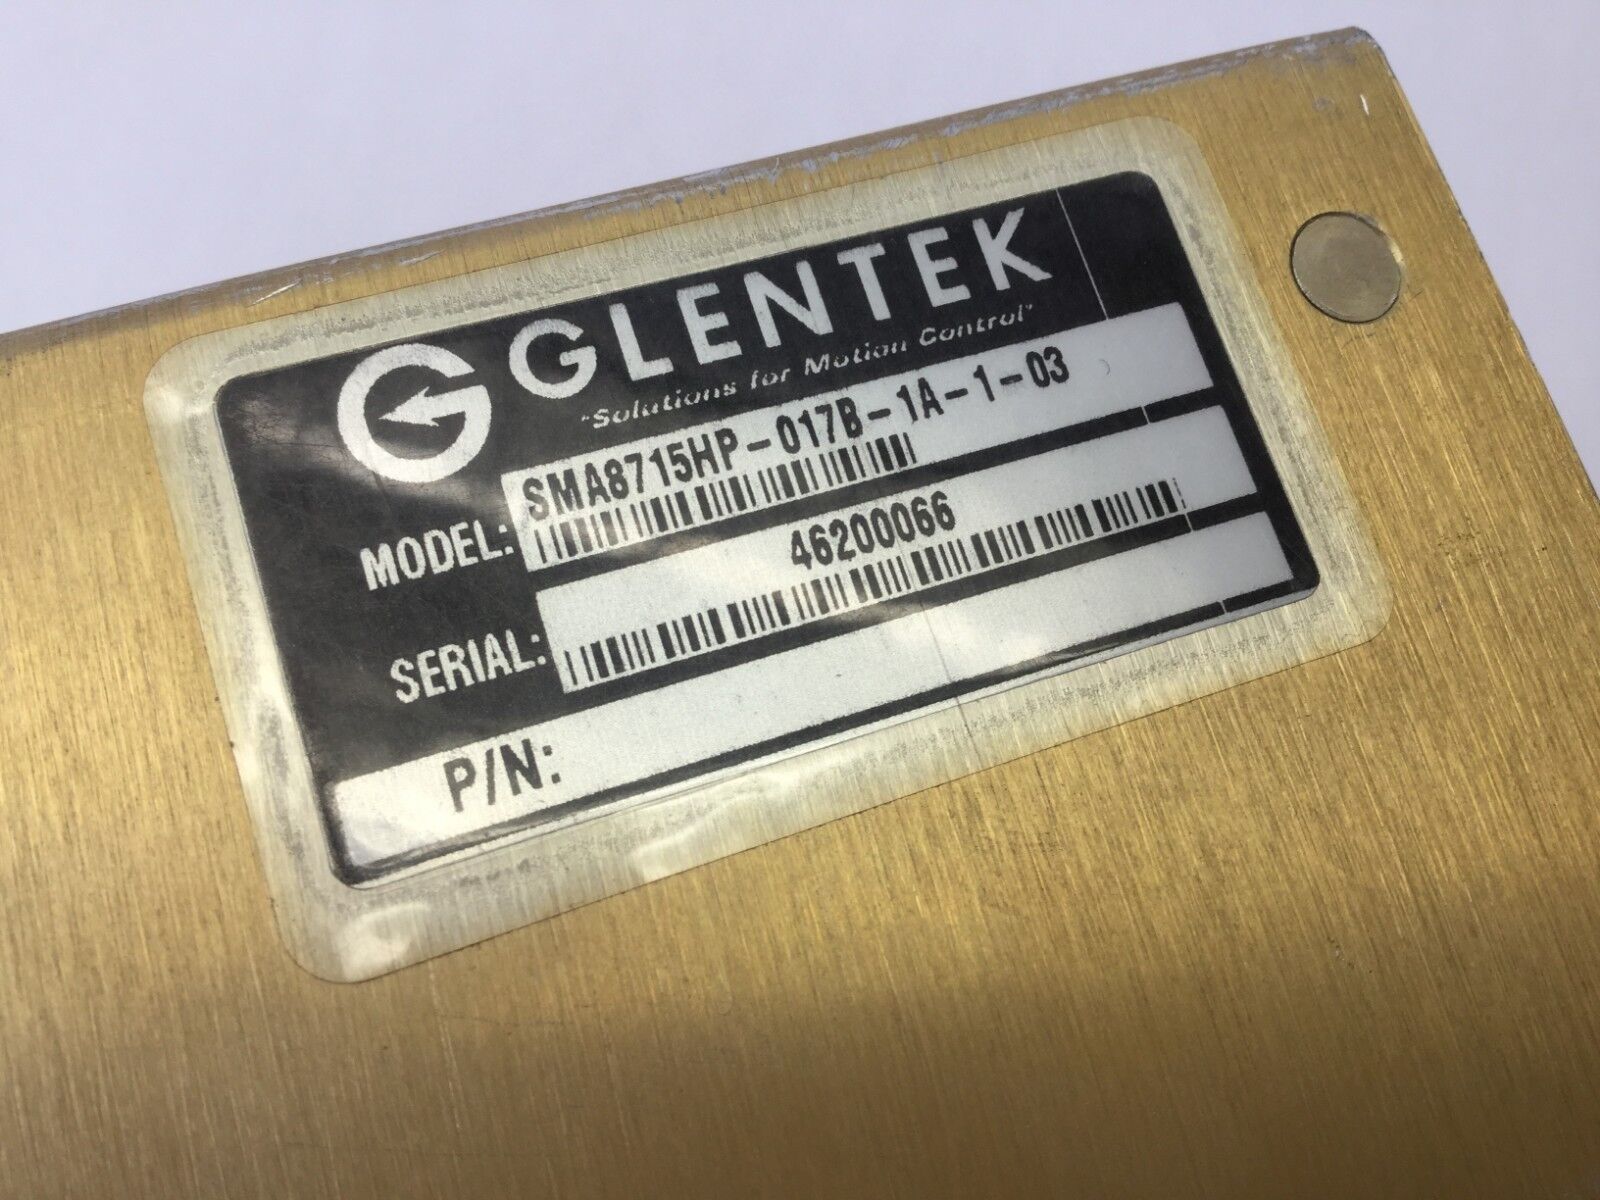 GLENTEK
"Solutions for Motion Control"
MODEL: SMA8715HP-017B-1A-1-03
SERIAL: 46200066
P/N: